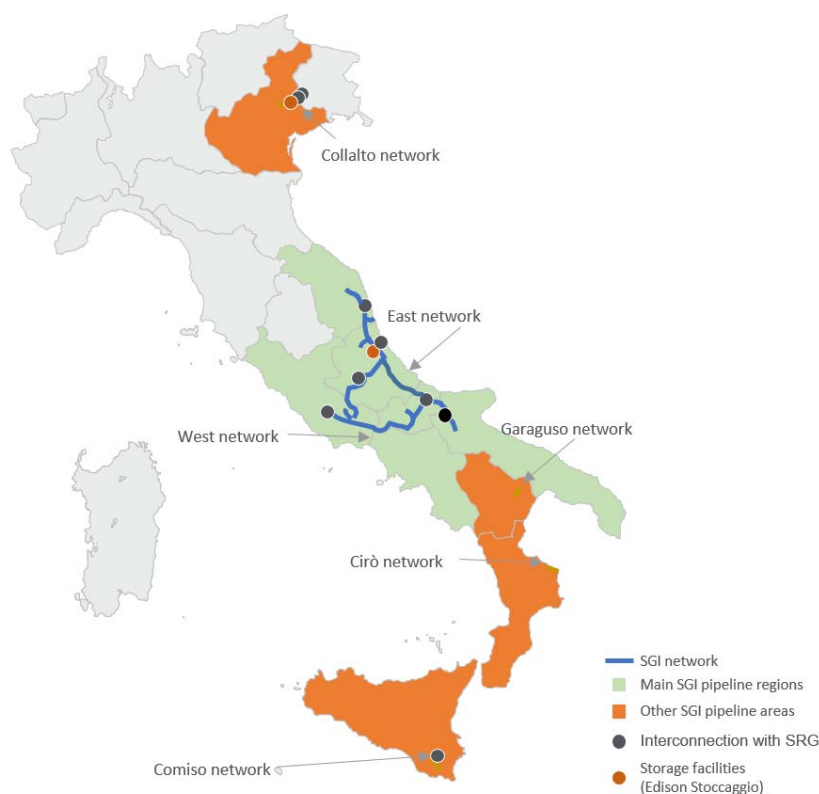 Collalto network
East network
West network
Garaguso network
Cirò network
Comiso network
SGI network
Main SGI pipeline regions
Other SGI pipeline areas
Interconnection with SRG
Storage facilities
(Edison Stoccaggio)